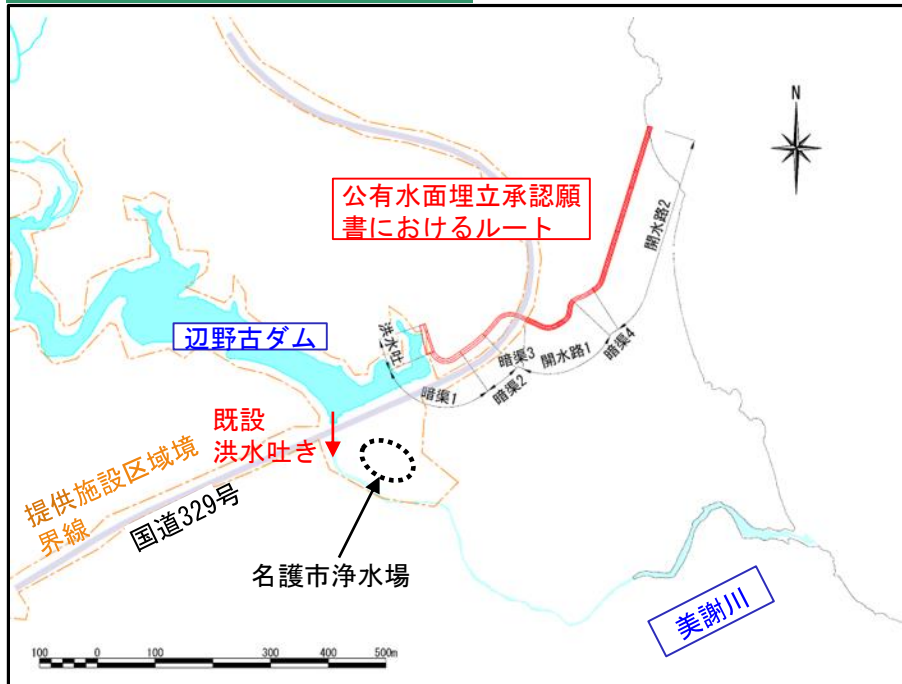 N
公有水面埋立承認願
書におけるルート
開水路2
辺野古ダム
洪水吐
暗渠1
暗渠2
暗渠3
開水路1
暗渠4
既設
洪水吐き
提供施設区域境
界線
国道329号
名護市浄水場
美謝川
100 0 100 300 400 500m